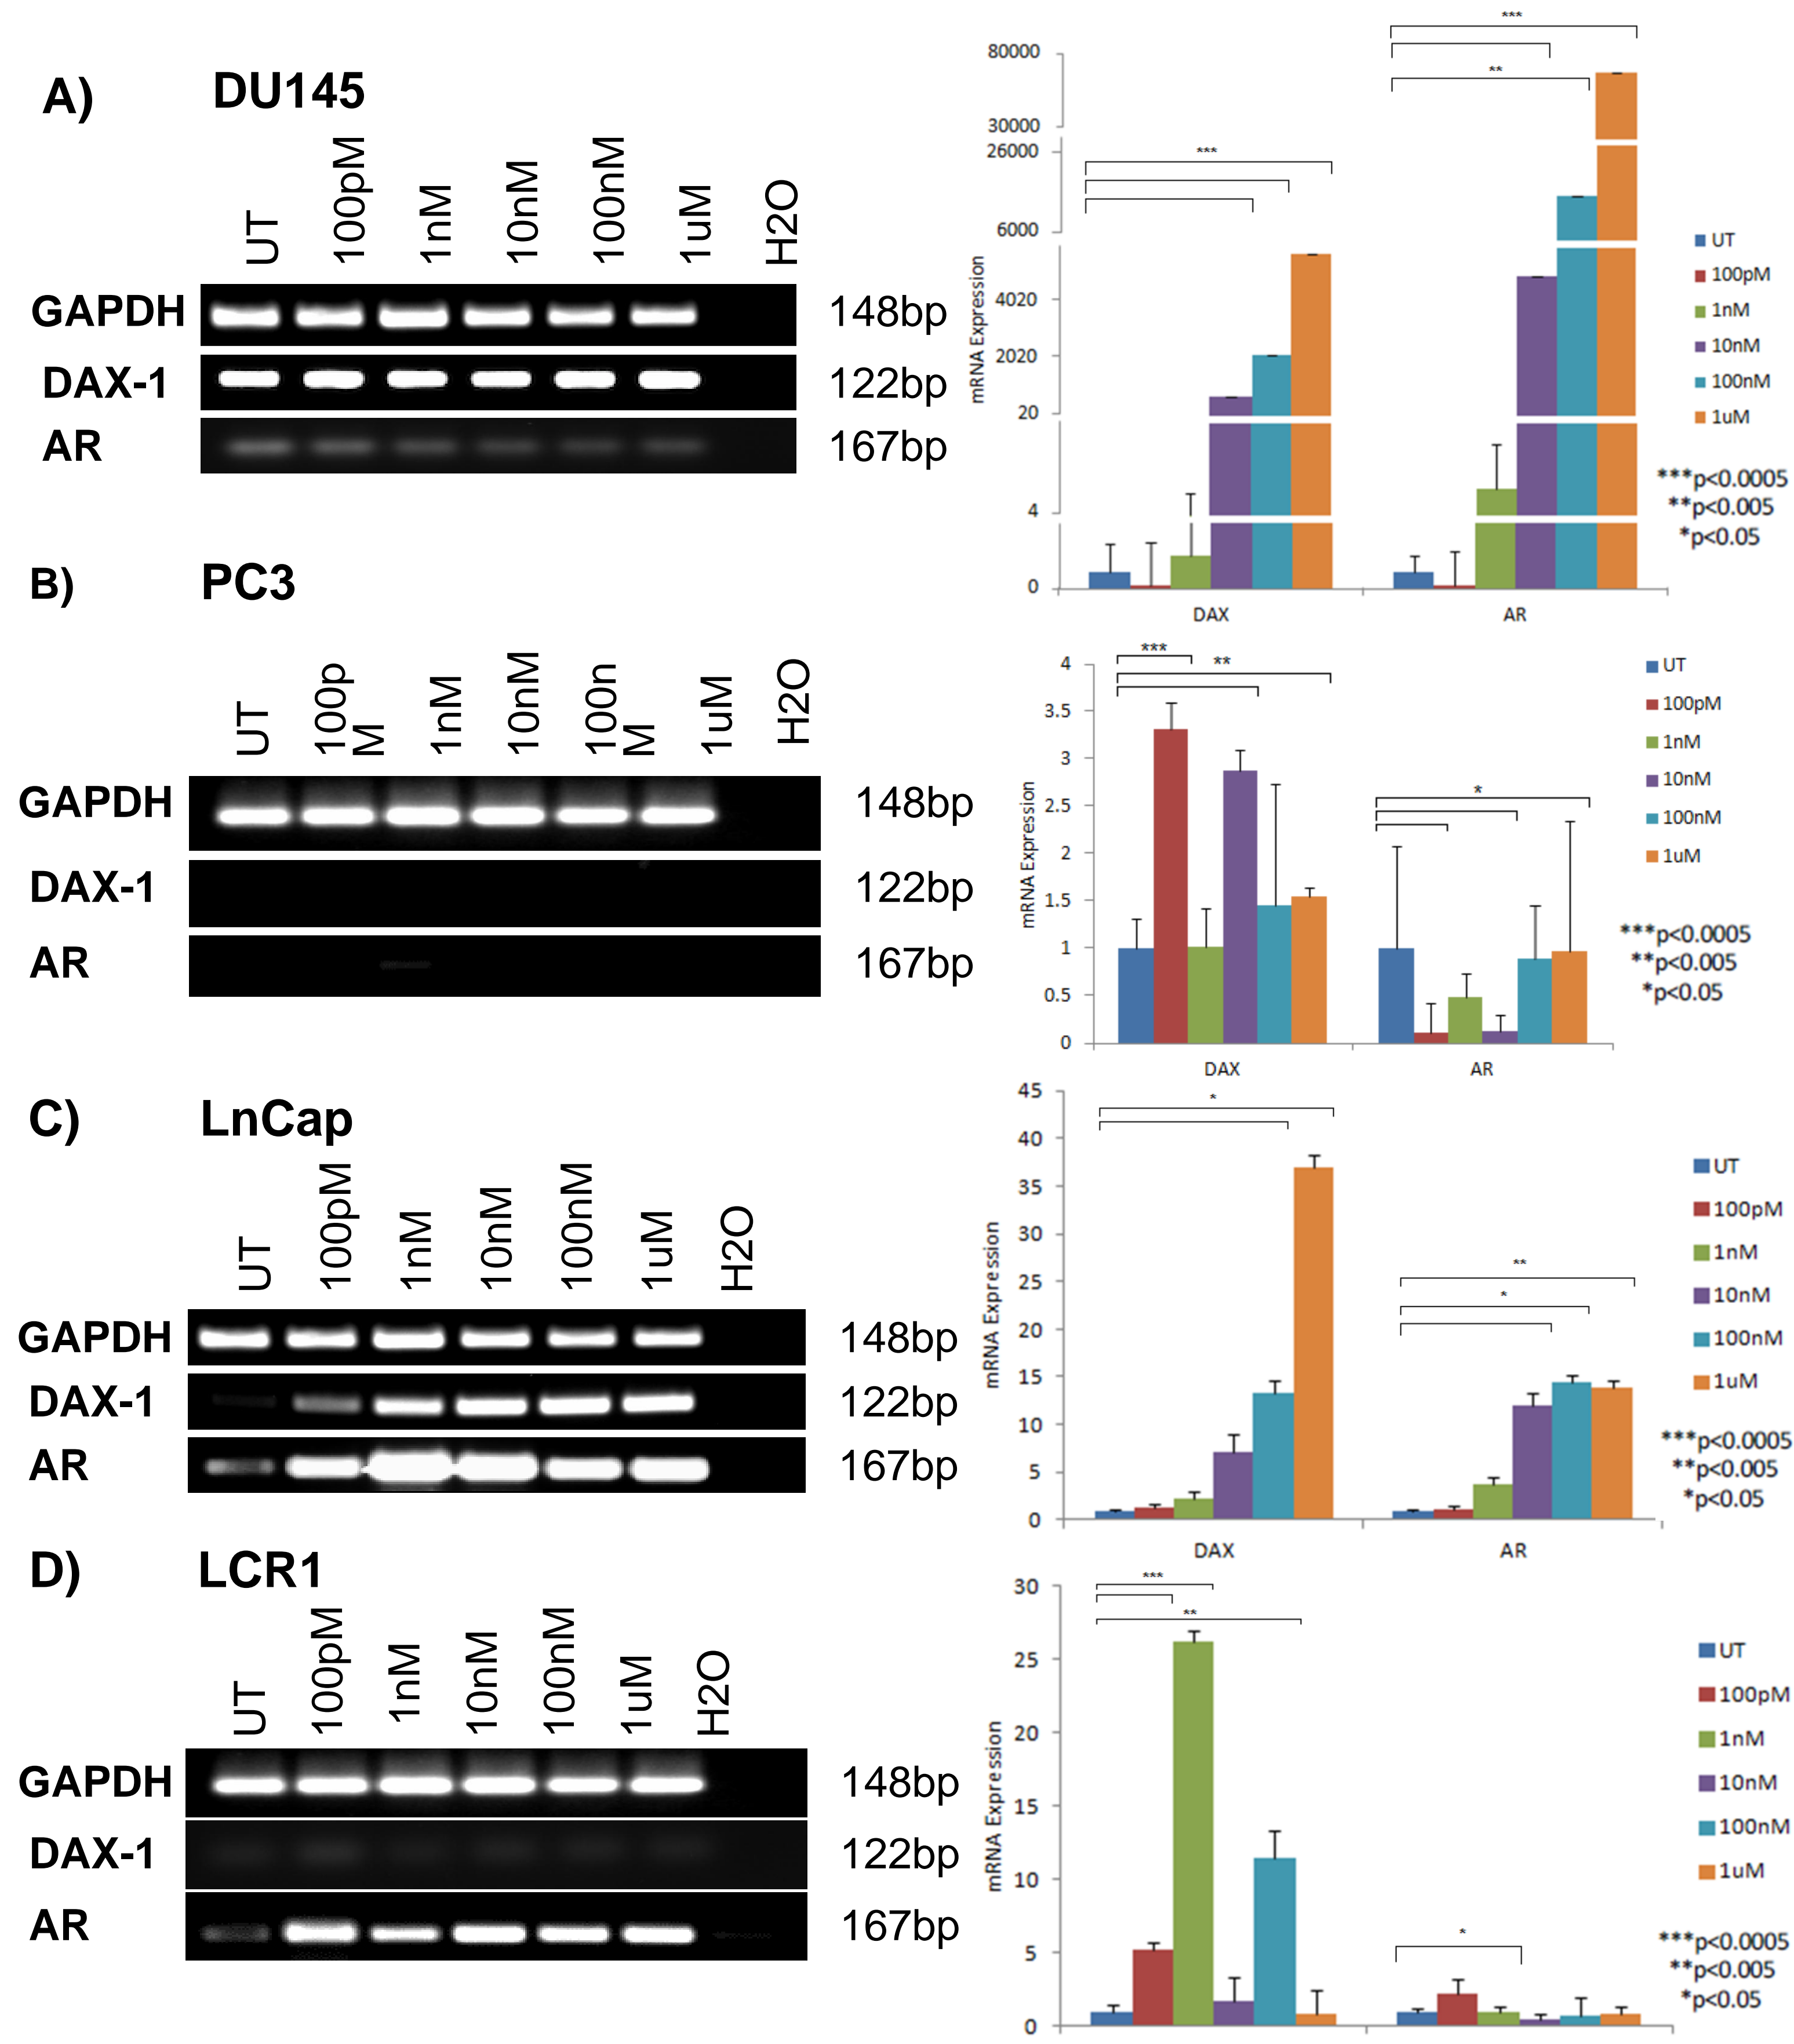 A) DU145
UT 100pM 1nM 10nM 100nM 1uM H2O
GAPDH 148bp
DAX-1 122bp
AR 167bp
***
***
**
80000
30000
26000
6000
4020
2020
20
4
0
mRNA Expression
DAX AR
UT
100pM
1nM
10nM
100nM
1uM
***p<0.0005
**p<0.005
*p<0.05
B) PC3
UT 100p
M 1nM 10nM 100n
M 1uM H2O
GAPDH 148bp
DAX-1 122bp
AR 167bp
***
**
*
4
3.5
3
2.5
2
1.5
1
0.5
0
mRNA Expression
DAX AR
UT
100pM
1nM
10nM
100nM
1uM
***p<0.0005
**p<0.005
*p<0.05
C) LnCap
UT 100pM 1nM 10nM 100nM 1uM H2O
GAPDH 148bp
DAX-1 122bp
AR 167bp
*
**
*
45
40
35
30
25
20
15
10
5
0
mRNA Expression
DAX AR
UT
100pM
1nM
10nM
100nM
1uM
***p<0.0005
**p<0.005
*p<0.05
D) LCR1
UT 100pM 1nM 10nM 100nM 1uM H2O
GAPDH 148bp
DAX-1 122bp
AR 167bp
***
**
*
30
25
20
15
10
5
0
mRNA Expression
UT
100pM
1nM
10nM
100nM
1uM
***p<0.0005
**p<0.005
*p<0.05